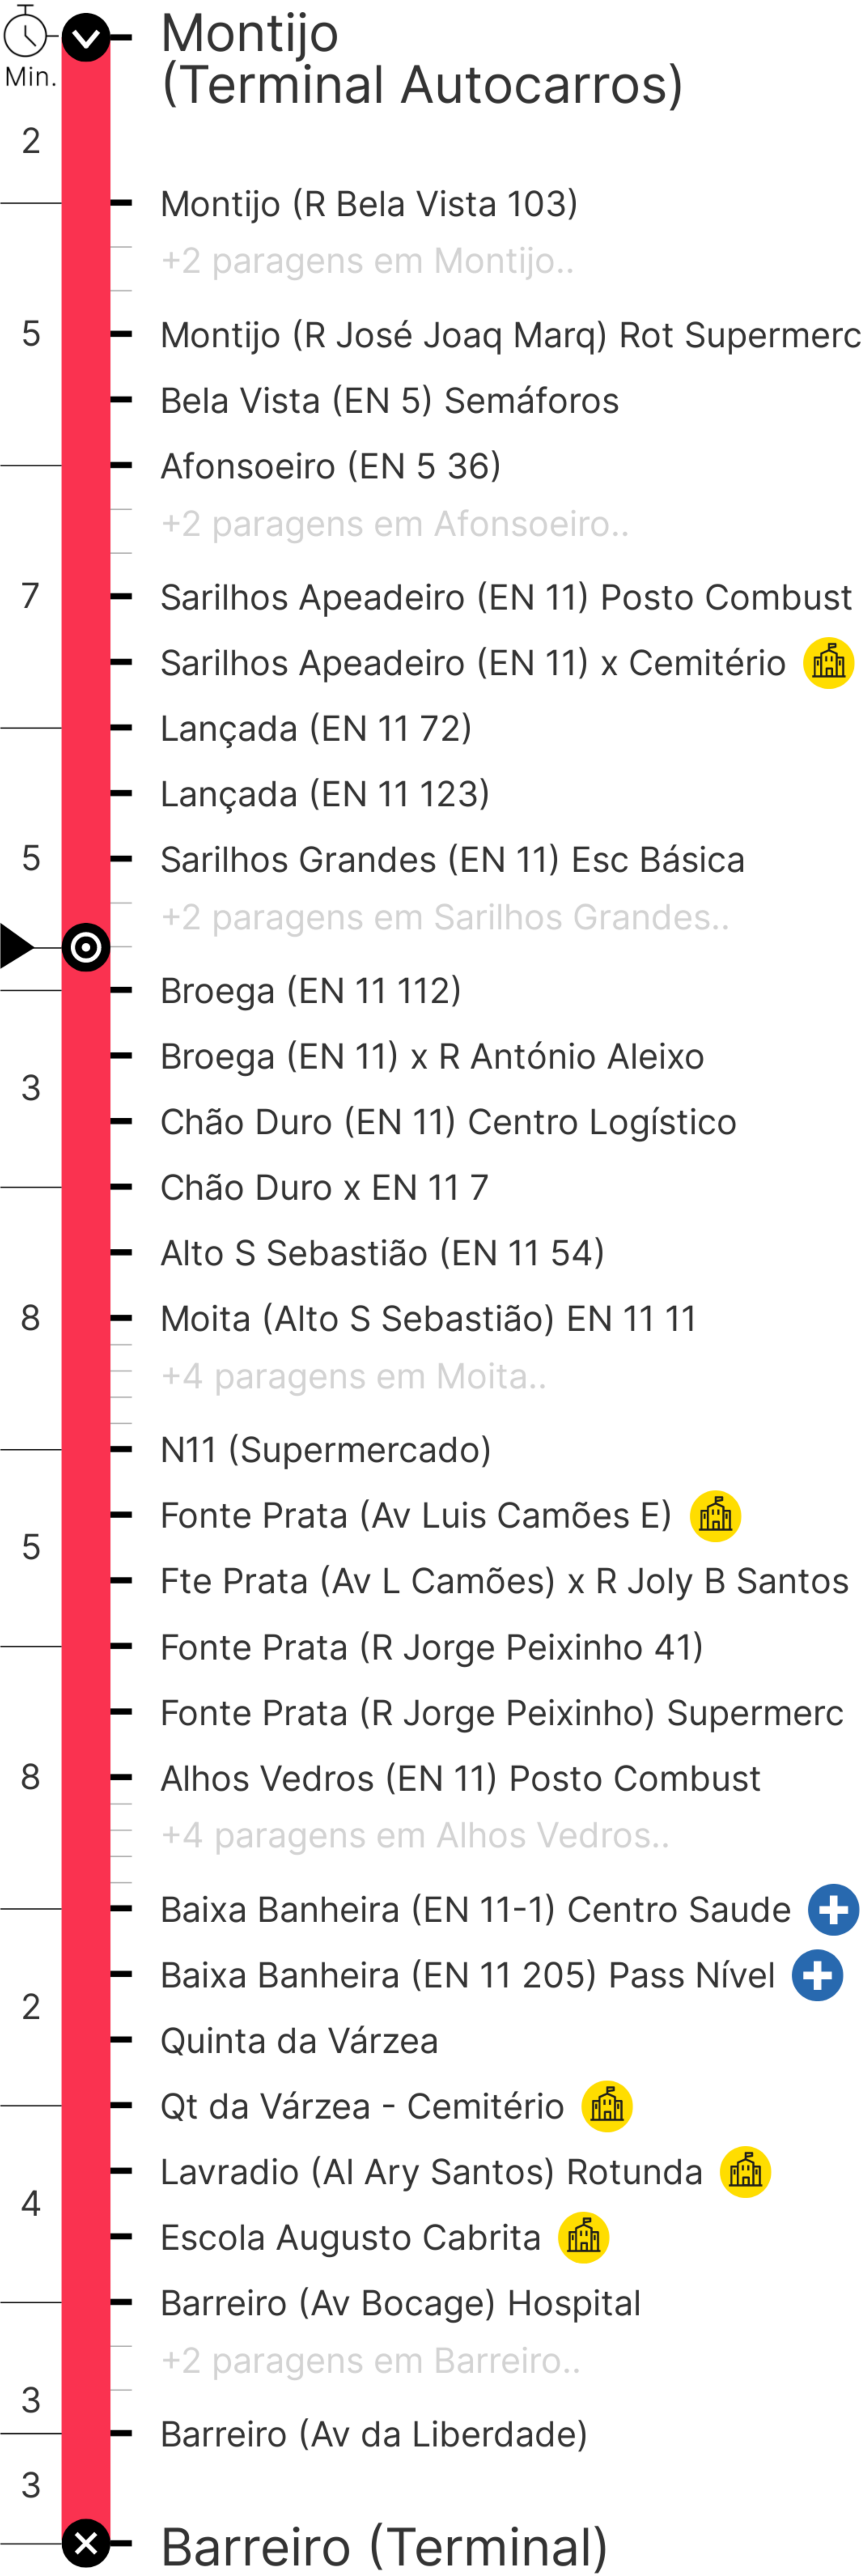 Montijo
(Terminal Autocarros)
Min.
2
Montijo (R Bela Vista 103)
+2 paragens em Montijo..
5
Montijo (R José Joaq Marq) Rot Supermerc
Bela Vista (EN 5) Semáforos
Afonsoeiro (EN 5 36)
+2 paragens em Afonsoeiro..
7
Sarilhos Apeadeiro (EN 11) Posto Combust
Sarilhos Apeadeiro (EN 11) x Cemitério
Lançada (EN 11 72)
Lançada (EN 11 123)
5
Sarilhos Grandes (EN 11) Esc Básica
+2 paragens em Sarilhos Grandes..
Broega (EN 11 112)
Broega (EN 11) x R António Aleixo
3
Chão Duro (EN 11) Centro Logístico
Chão Duro x EN 11 7
Alto S Sebastião (EN 11 54)
8
Moita (Alto S Sebastião) EN 11 11
+4 paragens em Moita..
N11 (Supermercado)
Fonte Prata (Av Luis Camões E)
5
Fte Prata (Av L Camões) x R Joly B Santos
Fonte Prata (R Jorge Peixinho 41)
Fonte Prata (R Jorge Peixinho) Supermerc
8
Alhos Vedros (EN 11) Posto Combust
+4 paragens em Alhos Vedros..
Baixa Banheira (EN 11-1) Centro Saude
Baixa Banheira (EN 11 205) Pass Nível
2
Quinta da Várzea
Qt da Várzea - Cemitério
Lavradio (Al Ary Santos) Rotunda
4
Escola Augusto Cabrita
Barreiro (Av Bocage) Hospital
+2 paragens em Barreiro..
3
Barreiro (Av da Liberdade)
3
Barreiro (Terminal)